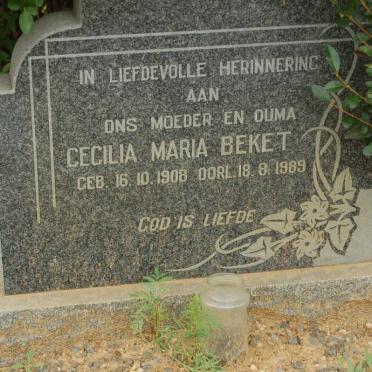 IN LIEFDEVOLLE HERINNERING
AAN
ONS MOEDER EN OUMA
CECILIA MARIA BEKET
GEB. 16.10.1908 OORL. 18.8.1989
GOD IS LIEFDE